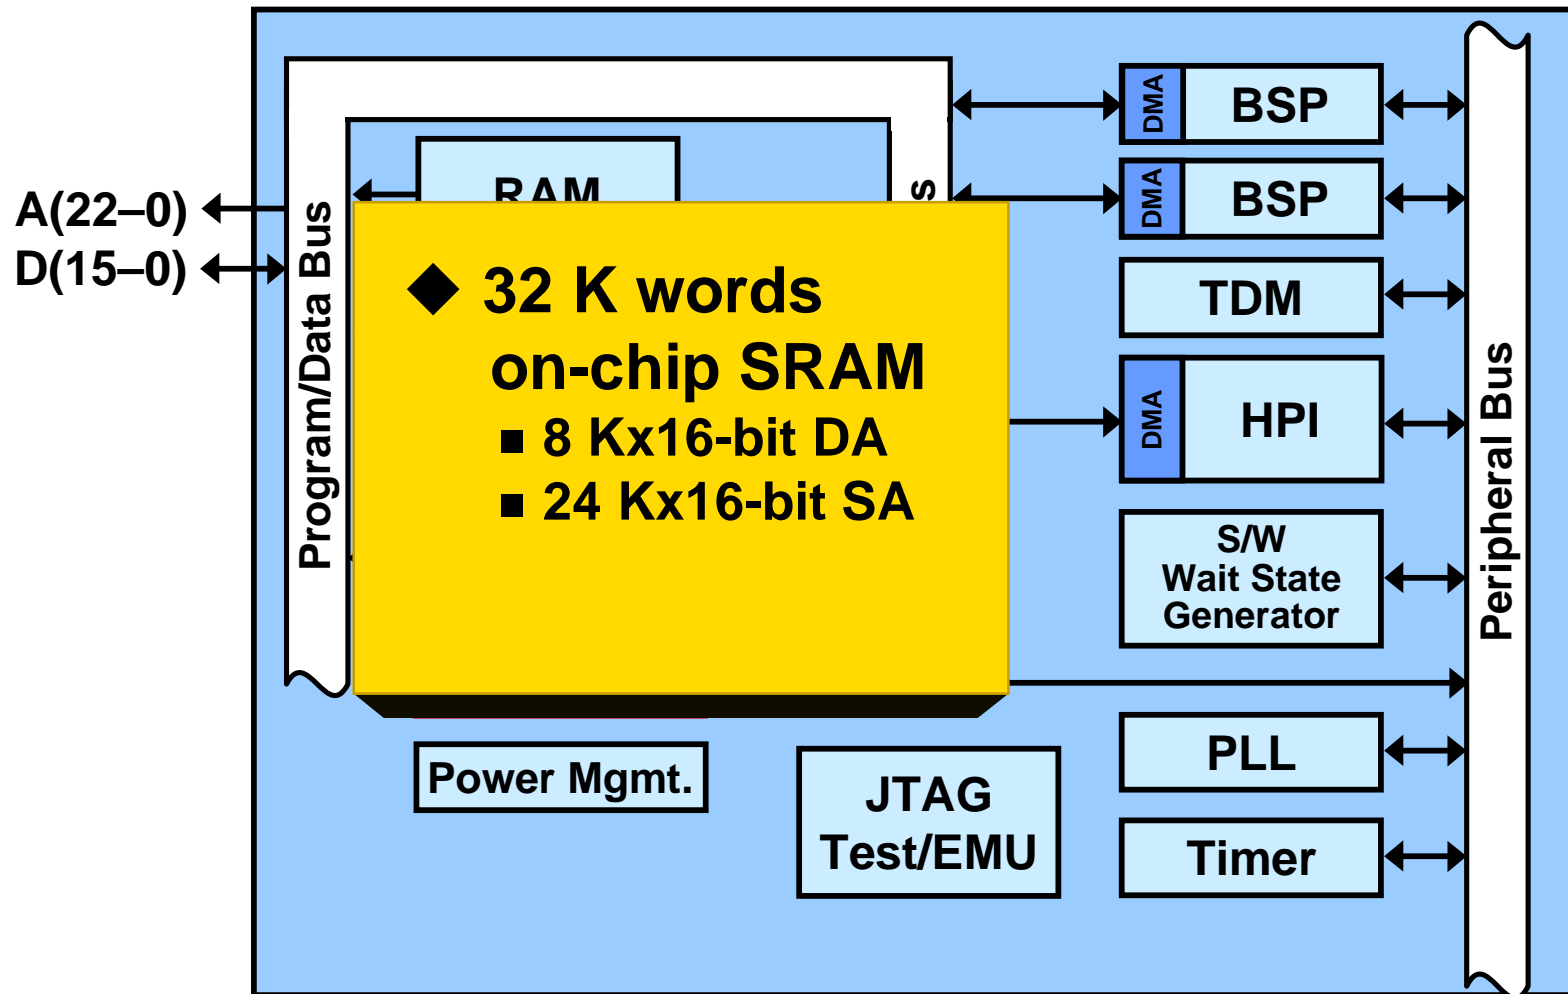 A(22–0)
D(15–0)
Program/Data Bus
RAM
◆ 32 K words
on-chip SRAM
■ 8 Kx16-bit DA
■ 24 Kx16-bit SA
Power Mgmt.
JTAG
Test/EMU
DMA
BSP
DMA
BSP
TDM
DMA
HPI
S/W
Wait State
Generator
PLL
Timer
Peripheral Bus